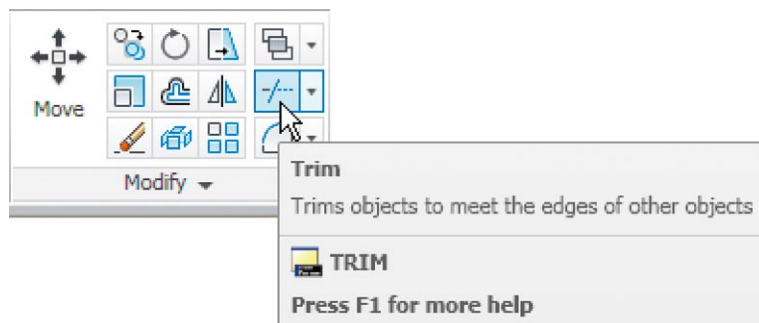 Move
Modify
Trim
Trims objects to meet the edges of other objects
TRIM
Press F1 for more help